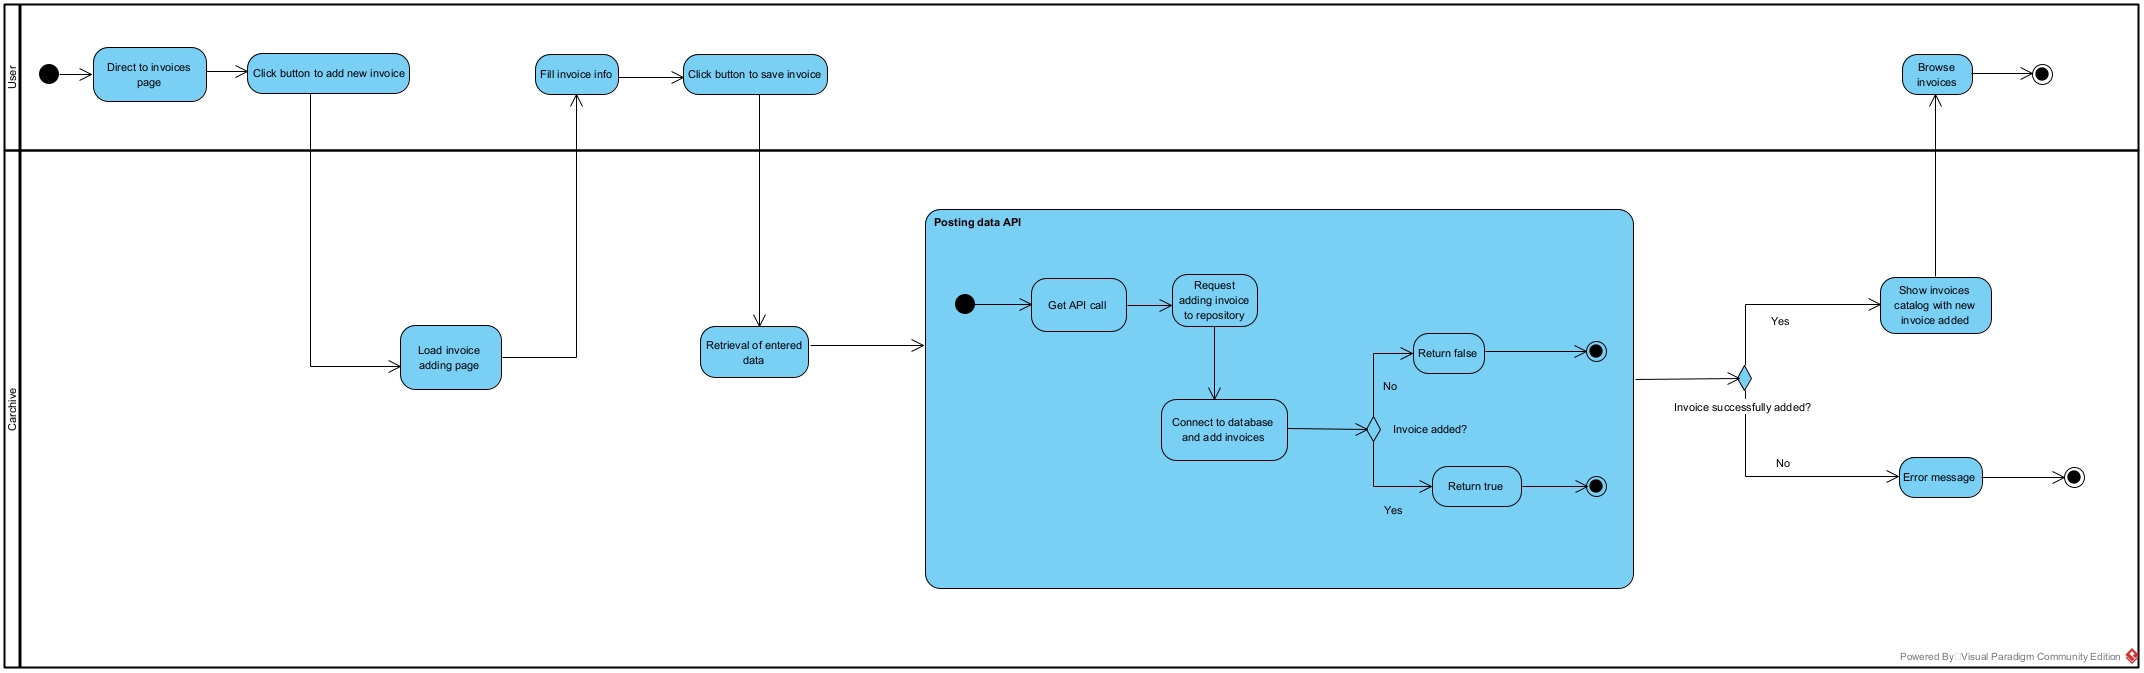 User
Direct to invoices
page
Click button to add new invoice
Fill invoice info
Click button to save invoice
Browse
invoices
Carchive
Load invoice
adding page
Retrieval of entered
data
Posting data API
Get API call
Request
adding invoice
to repository
Connect to database
and add invoices
Invoice added?
No
Return false
Yes
Return true
Invoice successfully added?
Yes
Show invoices
catalog with new
invoice added
No
Error message
Powered By Visual Paradigm Community Edition